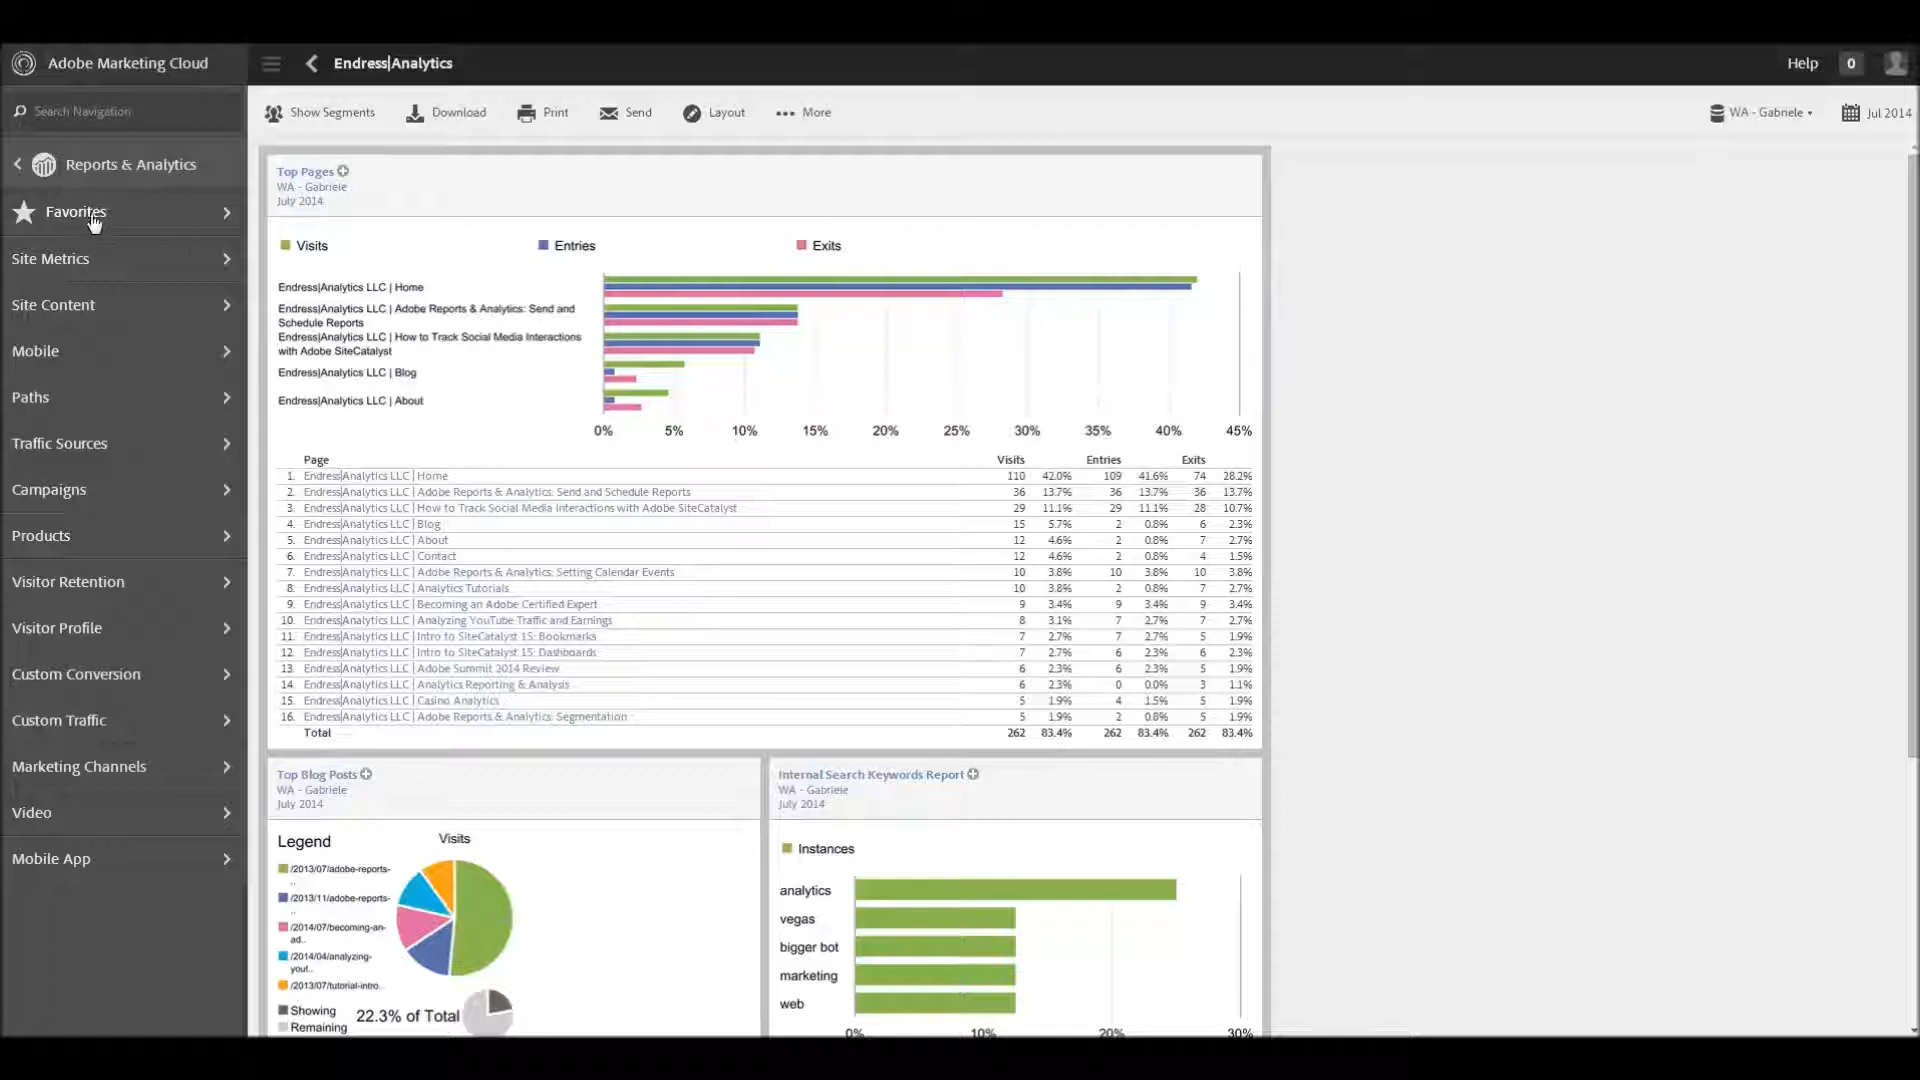 Adobe Marketing Cloud
Endress|Analytics
Help
0
Search Navigation
Show Segments
Download
Print
Send
Layout
More
WA - Gabriele
Jul 2014
Reports & Analytics
Favorites
Site Metrics
Site Content
Mobile
Paths
Traffic Sources
Campaigns
Products
Visitor Retention
Visitor Profile
Custom Conversion
Custom Traffic
Marketing Channels
Video
Mobile App
Top Pages
WA - Gabriele
July 2014
Visits
Entries
Exits
Endress|Analytics LLC | Home
Endress|Analytics LLC | Adobe Reports & Analytics: Send and
Schedule Reports
Endress|Analytics LLC | How to Track Social Media Interactions
with Adobe SiteCatalyst
Endress|Analytics LLC | Blog
Endress|Analytics LLC | About
0% 5% 10% 15% 20% 25% 30% 35% 40% 45%
Page Visits Entries Exits
1. Endress|Analytics LLC | Home 110 42.0% 109 41.6% 74 28.2%
2. Endress|Analytics LLC | Adobe Reports & Analytics: Send and Schedule Reports 36 13.7% 36 13.7% 36 13.7%
3. Endress|Analytics LLC | How to Track Social Media Interactions with Adobe SiteCatalyst 29 11.1% 29 11.1% 28 10.7%
4. Endress|Analytics LLC | Blog 15 5.7% 2 0.8% 6 2.3%
5. Endress|Analytics LLC | About 12 4.6% 2 0.8% 7 2.7%
6. Endress|Analytics LLC | Contact 12 4.6% 2 0.8% 4 1.5%
7. Endress|Analytics LLC | Adobe Reports & Analytics: Setting Calendar Events 10 3.8% 10 3.8% 10 3.8%
8. Endress|Analytics LLC | Analytics Tutorials 10 3.8% 2 0.8% 7 2.7%
9. Endress|Analytics LLC | Becoming an Adobe Certified Expert 9 3.4% 9 3.4% 9 3.4%
10. Endress|Analytics LLC | Analyzing YouTube Traffic and Earnings 8 3.1% 7 2.7% 7 2.7%
11. Endress|Analytics LLC | Intro to SiteCatalyst 15: Bookmarks 7 2.7% 7 2.7% 5 1.9%
12. Endress|Analytics LLC | Intro to SiteCatalyst 15: Dashboards 7 2.7% 6 2.3% 6 2.3%
13. Endress|Analytics LLC | Adobe Summit 2014 Review 6 2.3% 6 2.3% 5 1.9%
14. Endress|Analytics LLC | Analytics Reporting & Analysis 6 2.3% 0 0.0% 3 1.1%
15. Endress|Analytics LLC | Casino Analytics 5 1.9% 4 1.5% 5 1.9%
16. Endress|Analytics LLC | Adobe Reports & Analytics: Segmentation 5 1.9% 2 0.8% 5 1.9%
Total 262 83.4% 262 83.4% 262 83.4%
Top Blog Posts
WA - Gabriele
July 2014
Legend
Visits
/2013/07/adobe-reports-
..
/2013/11/adobe-reports-
..
/2014/07/becoming-an-
ad..
/2014/04/analyzing-
yout..
/2013/07/tutorial-intro..
Showing
Remaining
22.3% of Total
Internal Search Keywords Report
WA - Gabriele
July 2014
Instances
analytics
vegas
bigger bot
marketing
web
0% 10% 20% 30%